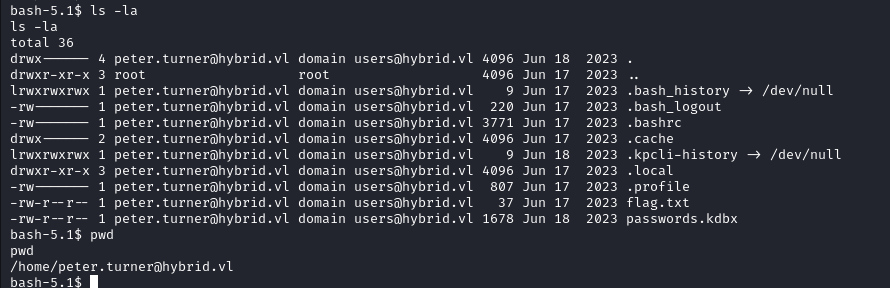 bash-5.1$ ls -la
ls -la
total 36
drwx------ 4 peter.turner@hybrid.vl domain users@hybrid.vl 4096 Jun 18  2023 .
drwxr-xr-x 3 root                   root                   4096 Jun 17  2023 ..
lrwxrwxrwx 1 peter.turner@hybrid.vl domain users@hybrid.vl    9 Jun 17  2023 .bash_history -> /dev/null
-rw------- 1 peter.turner@hybrid.vl domain users@hybrid.vl  220 Jun 17  2023 .bash_logout
-rw------- 1 peter.turner@hybrid.vl domain users@hybrid.vl 3771 Jun 17  2023 .bashrc
drwx------ 2 peter.turner@hybrid.vl domain users@hybrid.vl 4096 Jun 17  2023 .cache
lrwxrwxrwx 1 peter.turner@hybrid.vl domain users@hybrid.vl    9 Jun 18  2023 .kpcli-history -> /dev/null
drwxr-xr-x 3 peter.turner@hybrid.vl domain users@hybrid.vl 4096 Jun 17  2023 .local
-rw------- 1 peter.turner@hybrid.vl domain users@hybrid.vl  807 Jun 17  2023 .profile
-rw-r--r-- 1 peter.turner@hybrid.vl domain users@hybrid.vl   37 Jun 17  2023 flag.txt
-rw-r--r-- 1 peter.turner@hybrid.vl domain users@hybrid.vl 1678 Jun 18  2023 passwords.kdbx
bash-5.1$ pwd
pwd
/home/peter.turner@hybrid.vl
bash-5.1$